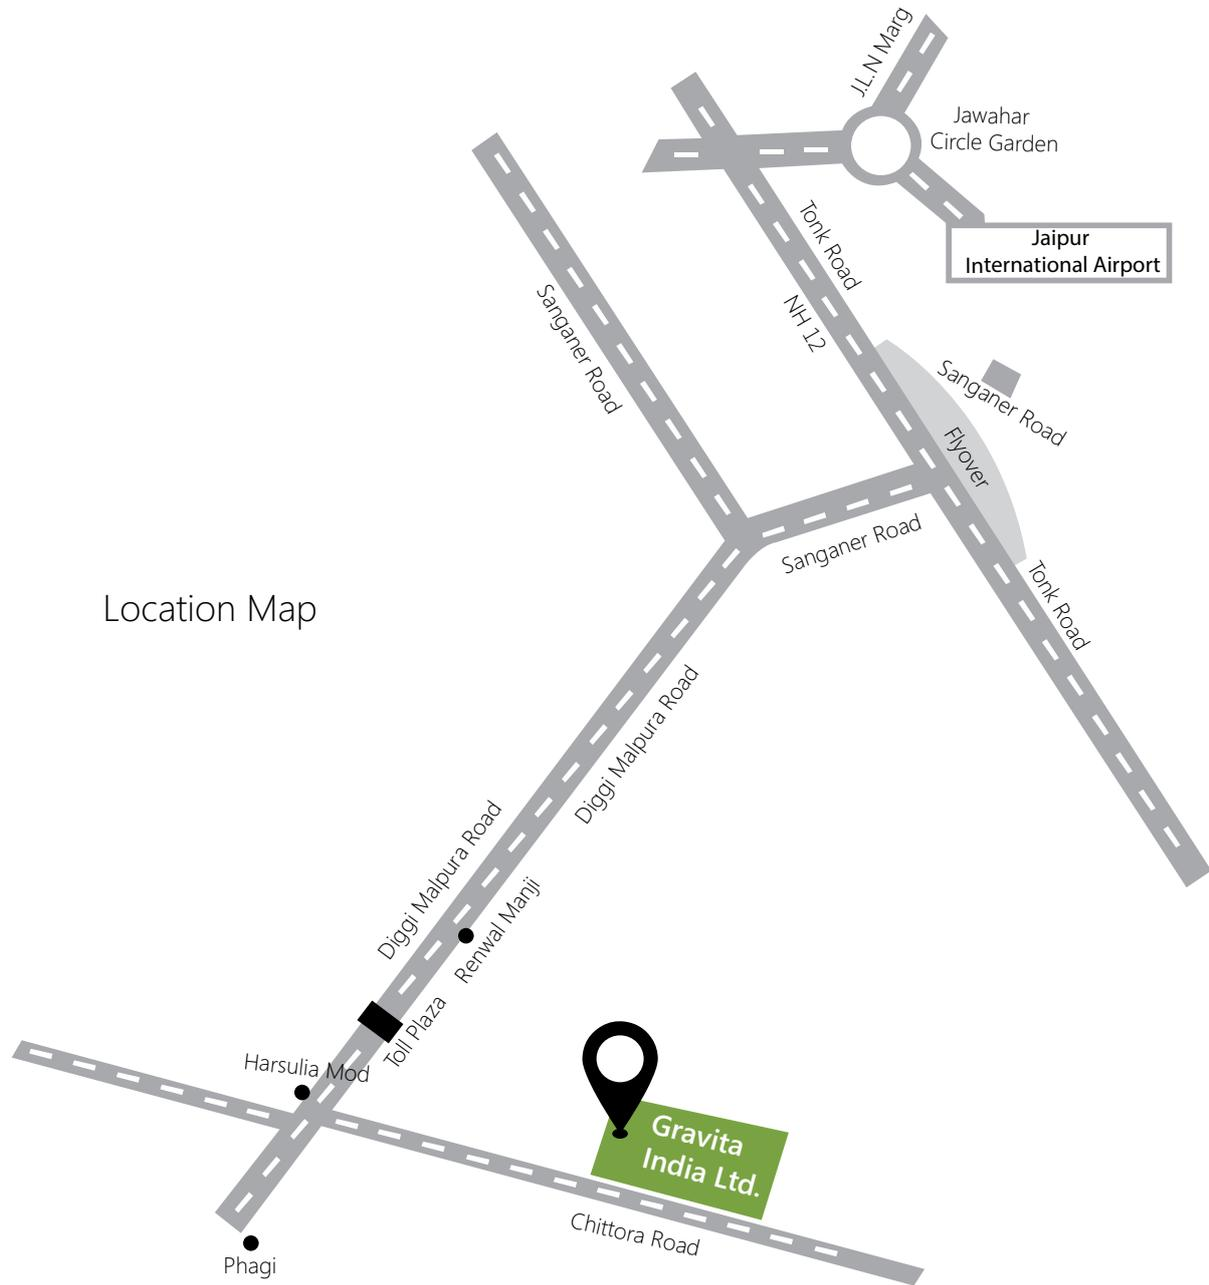 J.L.N Marg
Jawahar
Circle Garden
Jaipur
International Airport
Tonk Road
NH 12
Sanganer Road
Sanganer Road
Flyover
Sanganer Road
Tonk Road
Location Map
Diggi Malpura Road
Diggi Malpura Road
Renwal Manji
Toll Plaza
Harsulia Mod
Gravita
India Ltd.
Chittora Road
Phagi